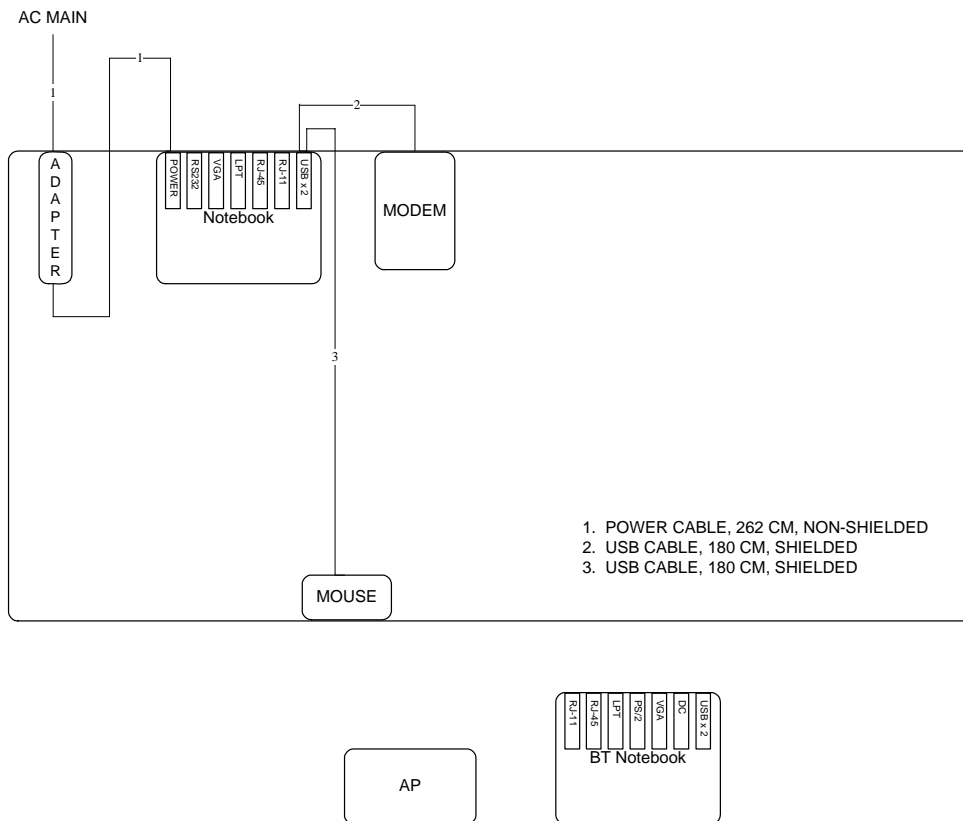 AC MAIN
1
2
1
ADAPTER
POWER
RS232
VGA
LPT
RJ-45
RJ-11
USB x 2
Notebook
MODEM
3
1. POWER CABLE, 262 CM, NON-SHIELDED
2. USB CABLE, 180 CM, SHIELDED
3. USB CABLE, 180 CM, SHIELDED
MOUSE
RJ-11
RJ-45
LPT
PS/2
VGA
DC
USB x 2
BT Notebook
AP